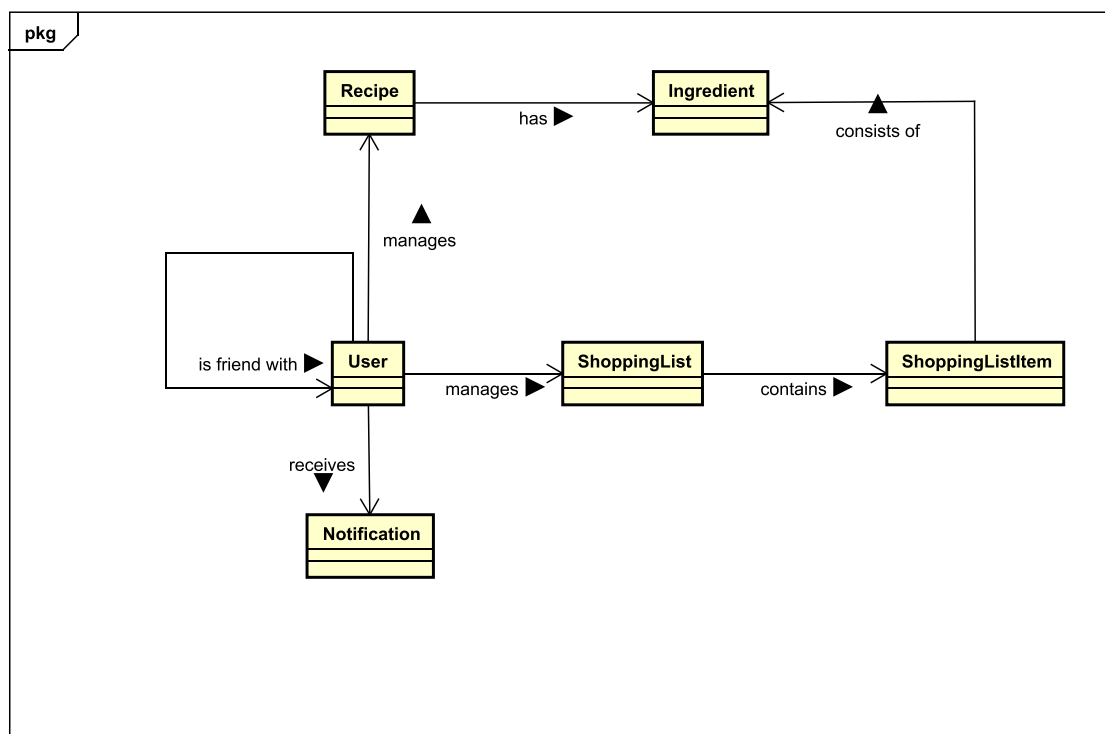 pkg
Recipe
Ingredient
has
consists of
manages
is friend with
User
ShoppingList
ShoppingListItem
manages
contains
receives
Notification